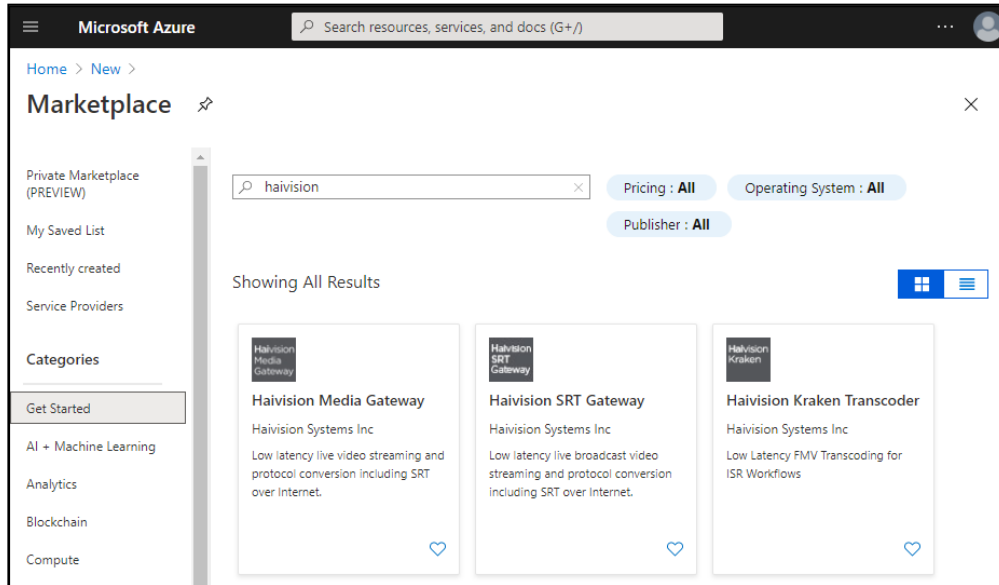 Microsoft Azure
Search resources, services, and docs (G+/)
...
Home > New >
Marketplace
Private Marketplace
(PREVIEW)
My Saved List
Recently created
Service Providers
Categories
Get Started
AI + Machine Learning
Analytics
Blockchain
Compute
haivision
Pricing : All
Operating System : All
Publisher : All
Showing All Results
Haivision
Media
Gateway
Haivision Media Gateway
Haivision Systems Inc
Low latency live video streaming and
protocol conversion including SRT
over Internet.
Haivision
SRT
Gateway
Haivision SRT Gateway
Haivision Systems Inc
Low latency live broadcast video
streaming and protocol conversion
including SRT over Internet.
Haivision
Kraken
Haivision Kraken Transcoder
Haivision Systems Inc
Low Latency FMV Transcoding for
ISR Workflows